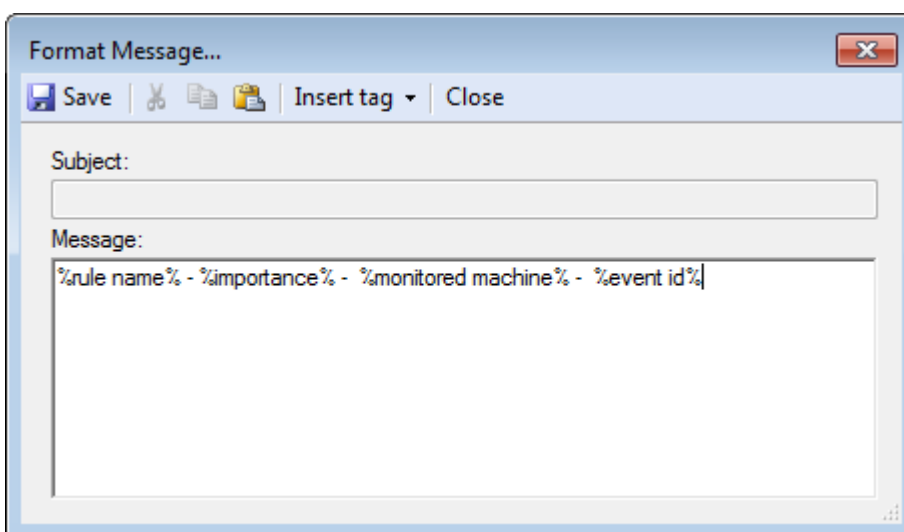 Format Message...
Save Insert tag Close
Subject:
Message:
%rule name% - %importance% -  %monitored machine% -  %event id%